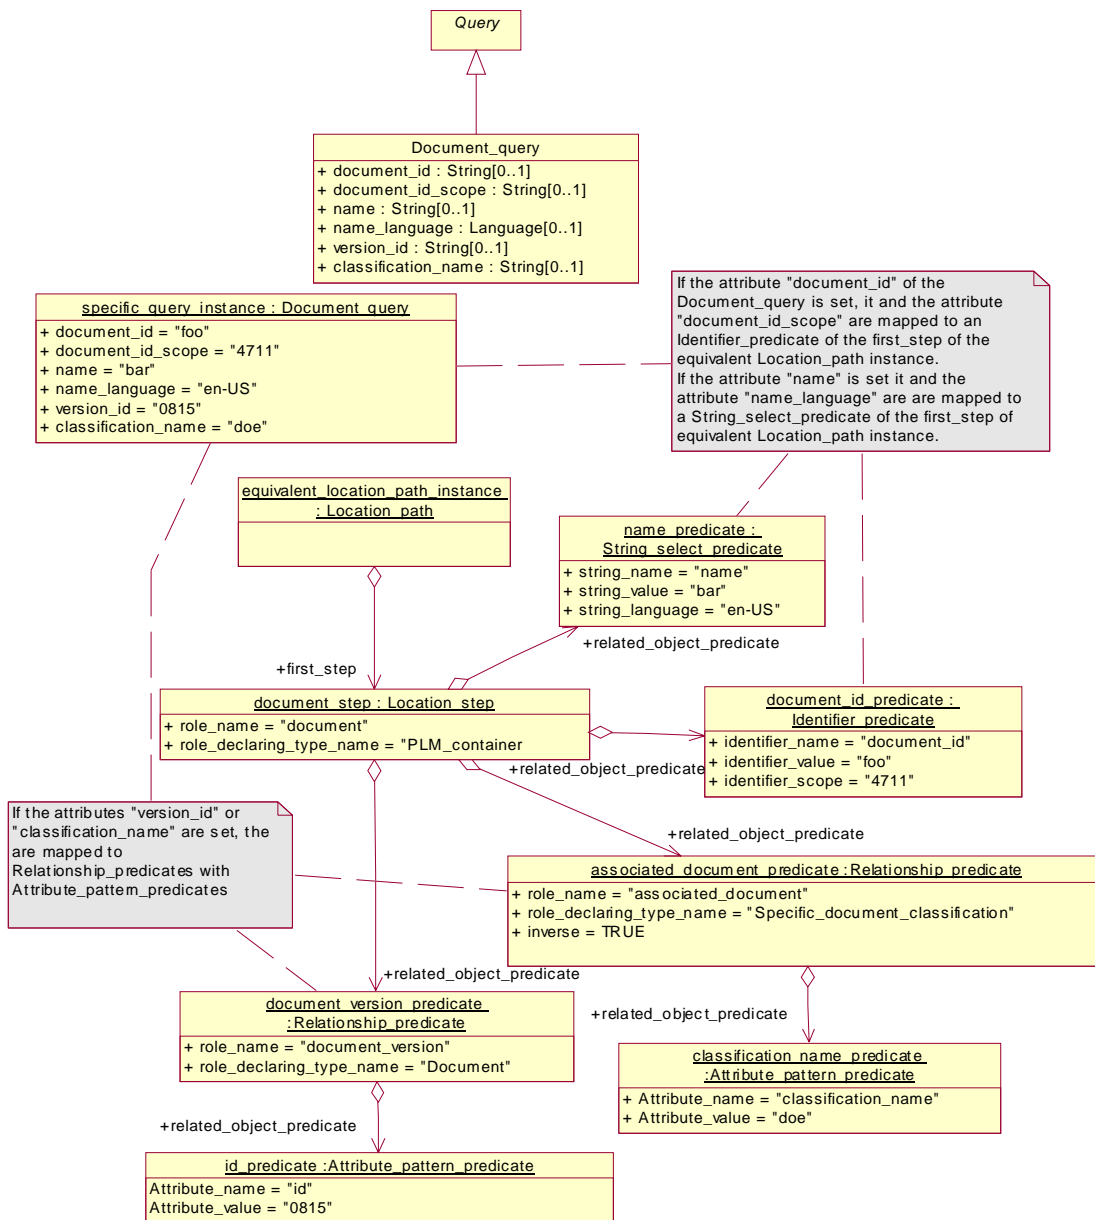 Query
Document_query
+ document_id : String[0..1]
+ document_id_scope : String[0..1]
+ name : String[0..1]
+ name_language : Language[0..1]
+ version_id : String[0..1]
+ classification_name : String[0..1]
If the attribute "document_id" of the
Document_query is set, it and the attribute
"document_id_scope" are mapped to an
Identifier_predicate of the first_step of the
equivalent Location_path instance.
If the attribute "name" is set it and the
attribute "name_language" are are mapped to
a String_select_predicate of the first_step of
equivalent Location_path instance.
specific_query_instance : Document_query
+ document_id = "foo"
+ document_id_scope = "4711"
+ name = "bar"
+ name_language = "en-US"
+ version_id = "0815"
+ classification_name = "doe"
equivalent_location_path_instance
: Location_path
name_predicate :
String_select_predicate
+ string_name = "name"
+ string_value = "bar"
+ string_language = "en-US"
+related_object_predicate
+first_step
document_step : Location_step
+ role_name = "document"
+ role_declaring_type_name = "PLM_container
document_id_predicate :
Identifier_predicate
+ identifier_name = "document_id"
+ identifier_value = "foo"
+ identifier_scope = "4711"
+related_object_predicate
If the attributes "version_id" or
"classification_name" are set, the
are mapped to
Relationship_predicates with
Attribute_pattern_predicates
+related_object_predicate
associated_document_predicate :Relationship_predicate
+ role_name = "associated_document"
+ role_declaring_type_name = "Specific_document_classification"
+ inverse = TRUE
+related_object_predicate
document_version_predicate
:Relationship_predicate
+ role_name = "document_version"
+ role_declaring_type_name = "Document"
+related_object_predicate
classification_name_predicate
:Attribute_pattern_predicate
+ Attribute_name = "classification_name"
+ Attribute_value = "doe"
+related_object_predicate
id_predicate :Attribute_pattern_predicate
Attribute_name = "id"
Attribute_value = "0815"